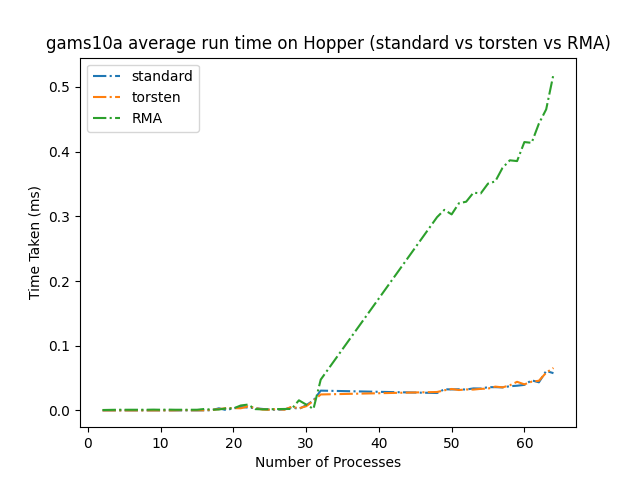 gams10a average run time on Hopper (standard vs torsten vs RMA)
standard
torsten
RMA
Time Taken (ms)
0.5
0.4
0.3
0.2
0.1
0.0
0 10 20 30 40 50 60
Number of Processes